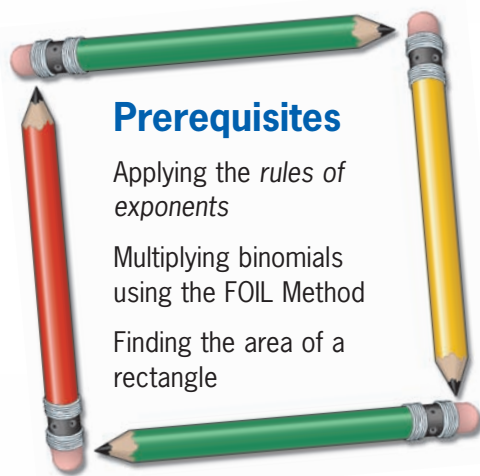 Prerequisites
Applying the rules of
exponents
Multiplying binomials
using the FOIL Method
Finding the area of a
rectangle